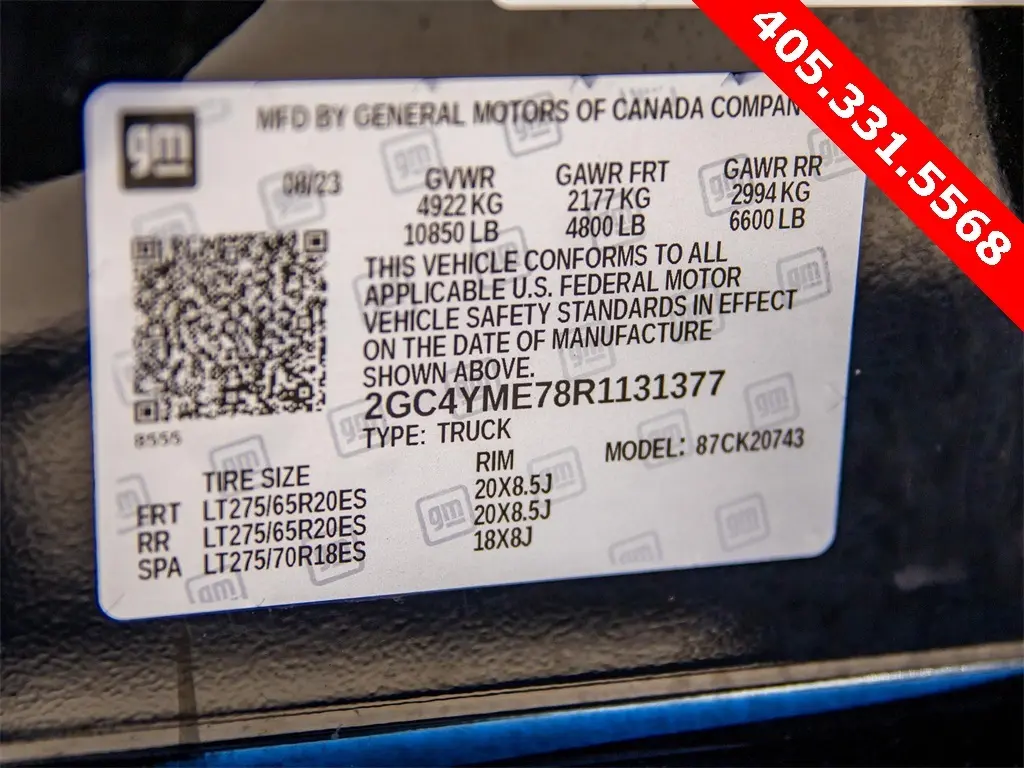 405.331.5568
MFD BY GENERAL MOTORS OF CANADA COMPAN
gm
08/23
GVWR GAWR FRT GAWR RR
4922 KG 2177 KG 2994 KG
10850 LB 4800 LB 6600 LB
THIS VEHICLE CONFORMS TO ALL
APPLICABLE U.S. FEDERAL MOTOR
VEHICLE SAFETY STANDARDS IN EFFECT
ON THE DATE OF MANUFACTURE
SHOWN ABOVE.
2GC4YME78R1131377
8555
TYPE: TRUCK MODEL: 87CK20743
TIRE SIZE RIM
FRT LT275/65R20ES 20X8.5J
RR LT275/65R20ES 20X8.5J
SPA LT275/70R18ES 18X8J